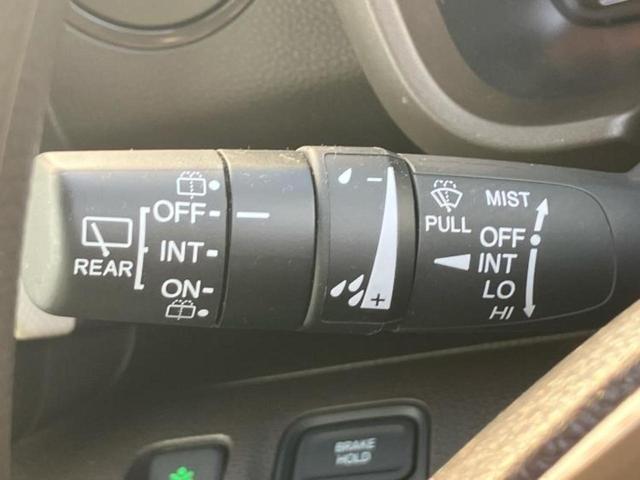 REAR
OFF
INT
ON
−
+
PULL
MIST
OFF
INT
LO
HI
BRAKE
HOLD